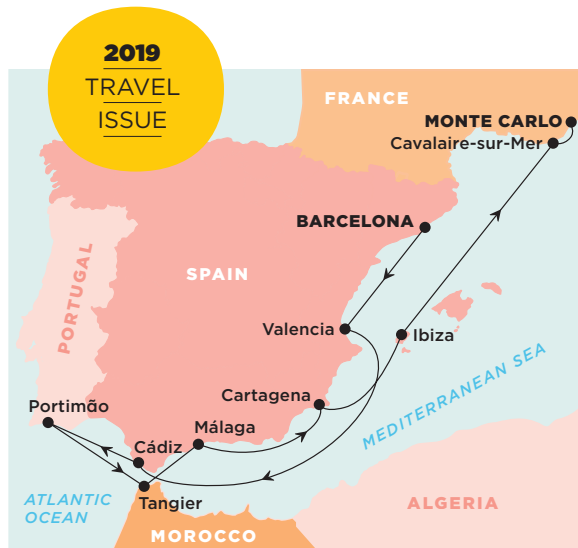 2019
TRAVEL
ISSUE
FRANCE
MONTE CARLO
Cavalaire-sur-Mer
BARCELONA
SPAIN
PORTUGAL
Valencia
Ibiza
MEDITERRANEAN SEA
Cartagena
Portimão
Málaga
Cádiz
Tangier
ATLANTIC
OCEAN
ALGERIA
MOROCCO